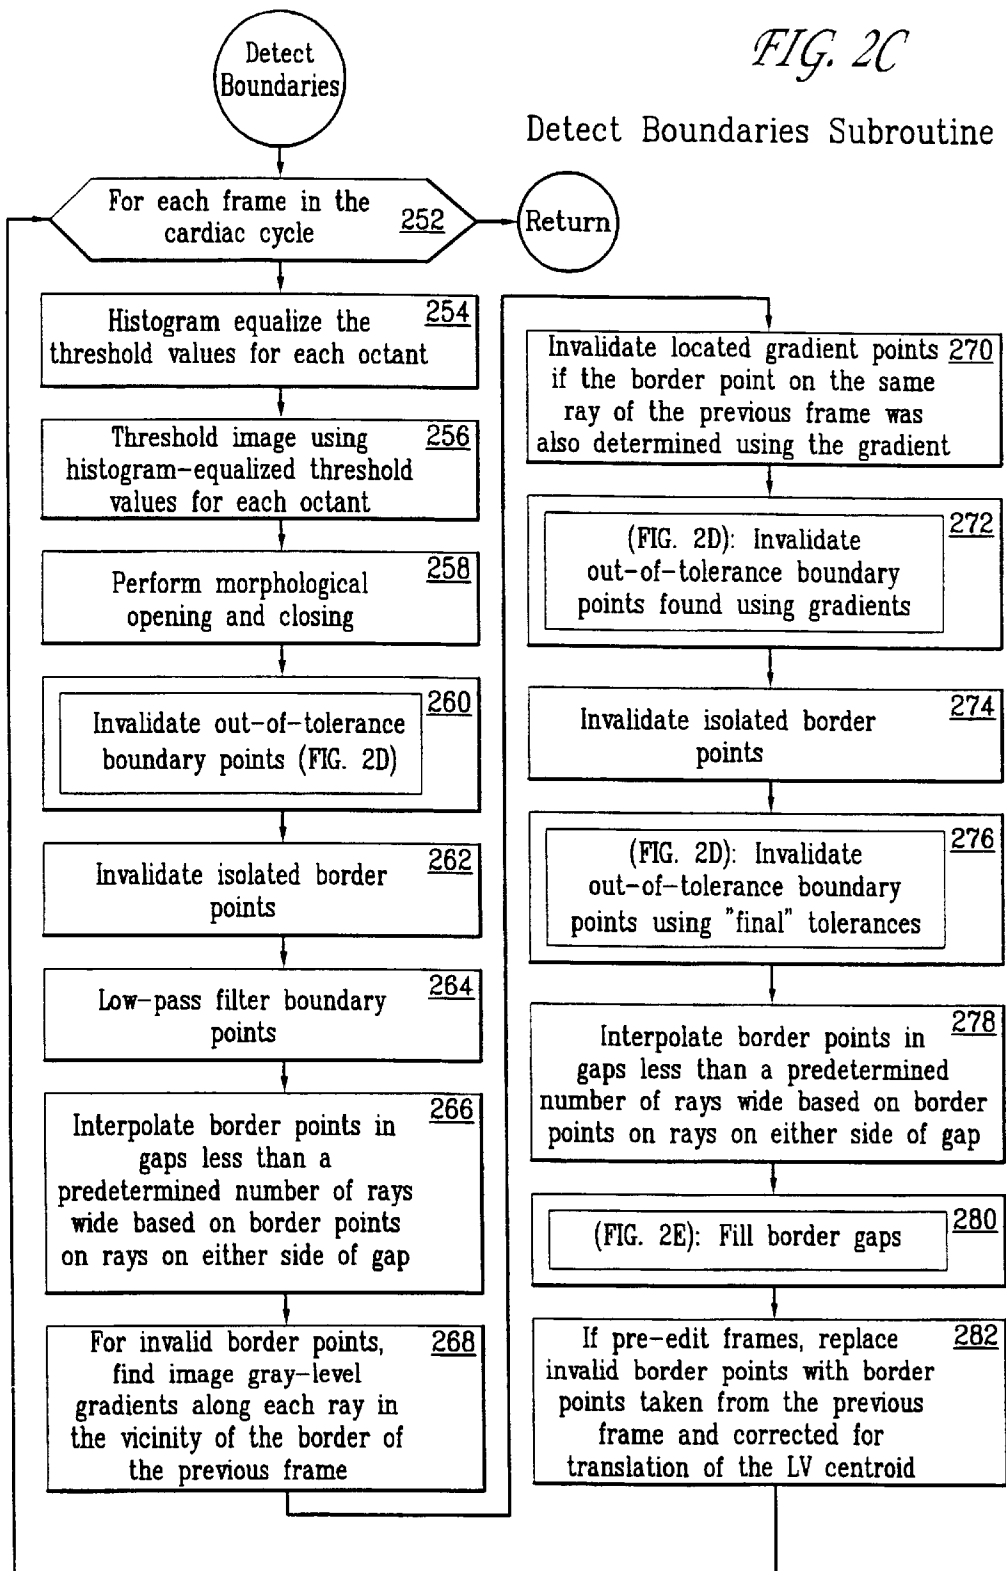 FIG. 2C
Detect Boundaries Subroutine
Detect
Boundaries
For each frame in the
cardiac cycle
252
Return
254
Histogram equalize the
threshold values for each octant
256
Threshold image using
histogram-equalized threshold
values for each octant
258
Perform morphological
opening and closing
260
Invalidate out-of-tolerance
boundary points (FIG. 2D)
262
Invalidate isolated border
points
264
Low-pass filter boundary
points
266
Interpolate border points in
gaps less than a
predetermined number of rays
wide based on border points
on rays on either side of gap
268
For invalid border points,
find image gray-level
gradients along each ray in
the vicinity of the border of
the previous frame
Invalidate located gradient points 270
if the border point on the same
ray of the previous frame was
also determined using the gradient
272
(FIG. 2D): Invalidate
out-of-tolerance boundary
points found using gradients
274
Invalidate isolated border
points
276
(FIG. 2D): Invalidate
out-of-tolerance boundary
points using "final" tolerances
278
Interpolate border points in
gaps less than a predetermined
number of rays wide based on border
points on rays on either side of gap
280
(FIG. 2E): Fill border gaps
282
If pre-edit frames, replace
invalid border points with border
points taken from the previous
frame and corrected for
translation of the LV centroid